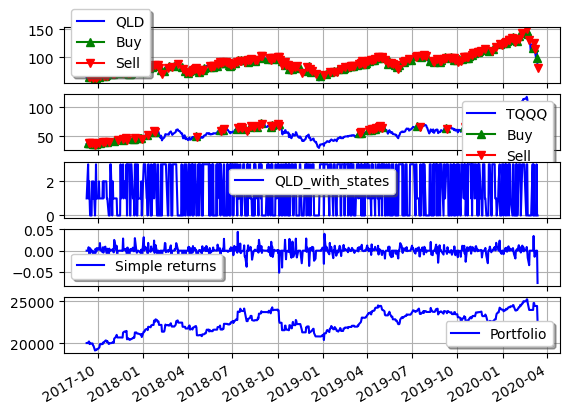 QLD
Buy
Sell
150
100
TQQQ
Buy
Sell
100
50
QLD_with_states
2
0
Simple returns
0.05
0.00
−0.05
Portfolio
25000
20000
2017-10
2018-01
2018-04
2018-07
2018-10
2019-01
2019-04
2019-07
2019-10
2020-01
2020-04